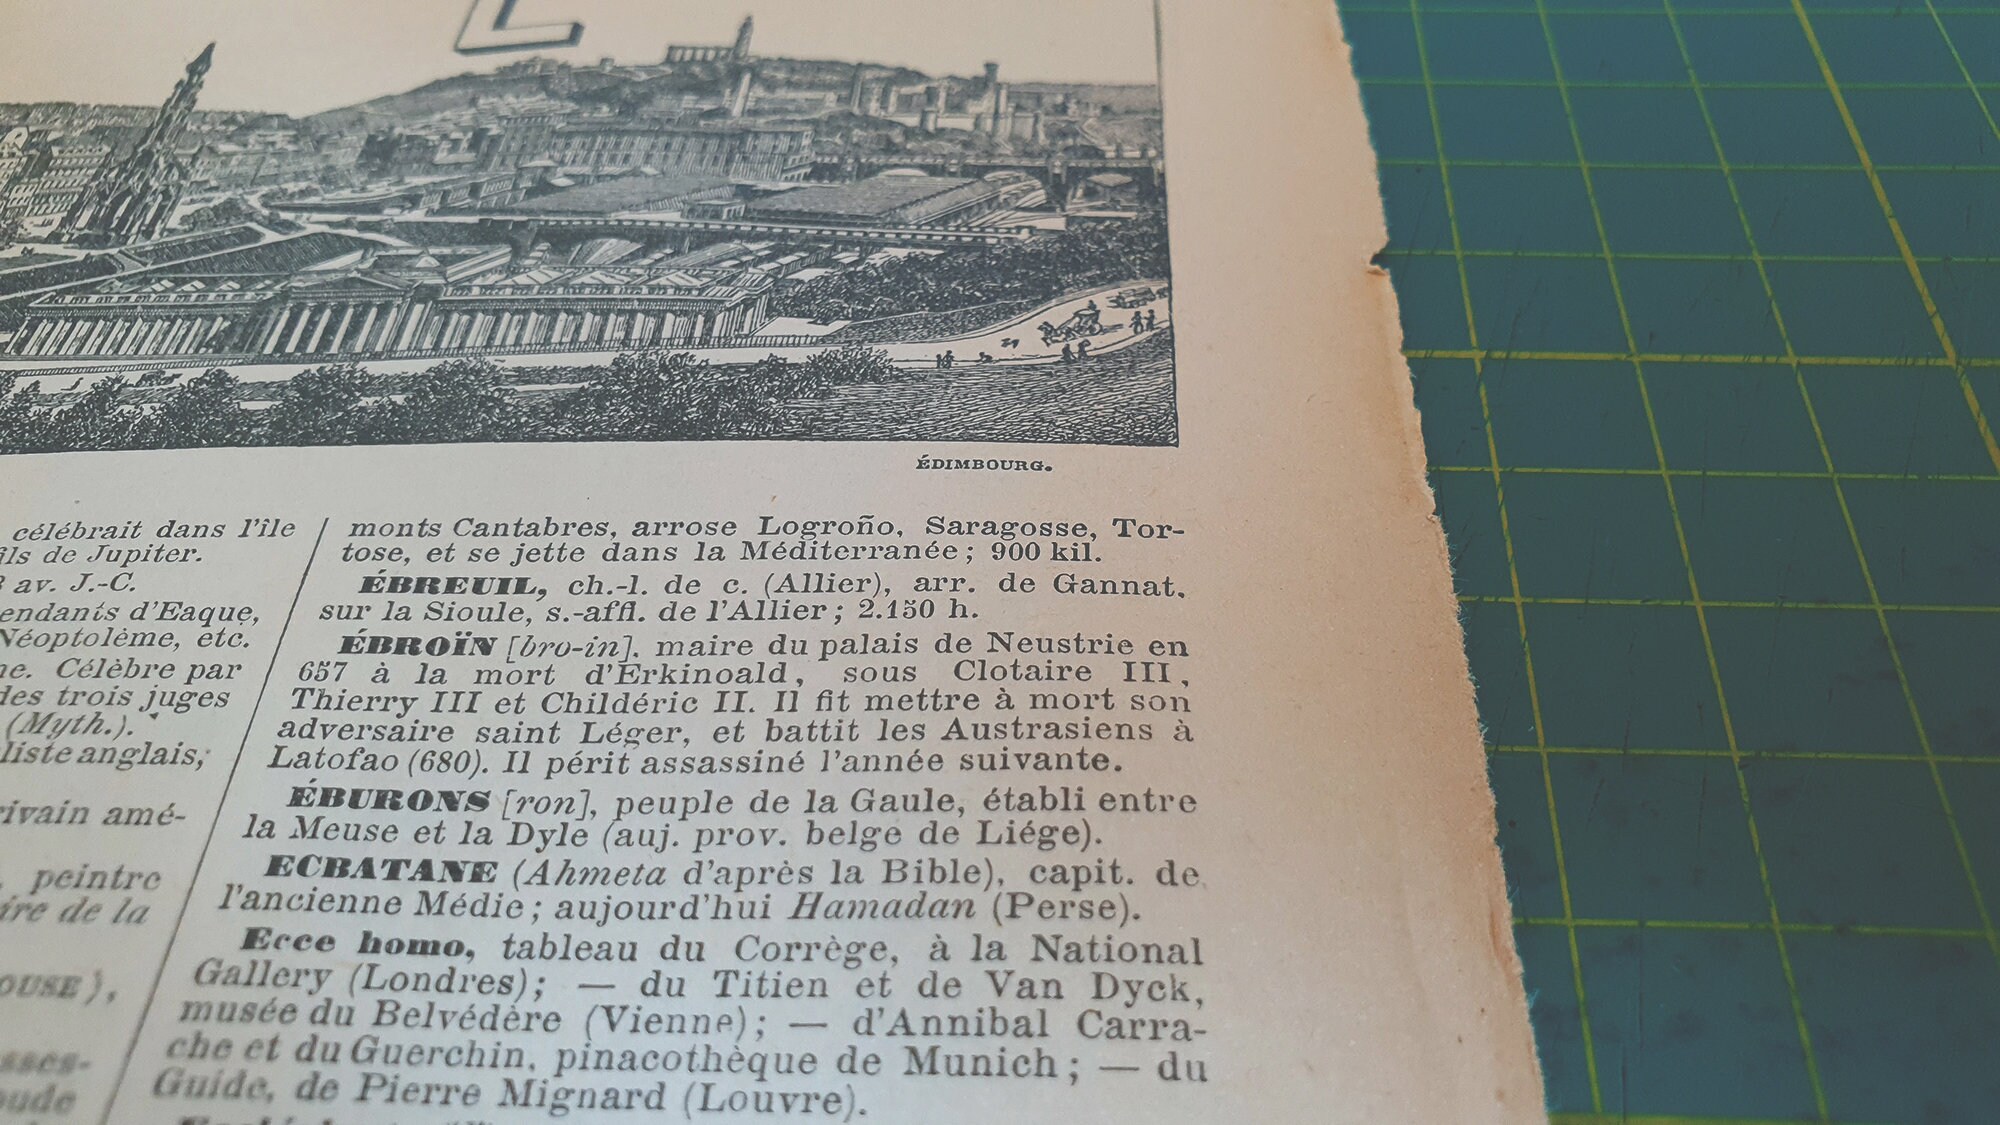 E
ÉDIMBOURG.
célébrait dans l'île
de Jupiter.
av. J.-C.
d'Eaque,
Néoptolème, etc.
Célèbre par
des trois juges
(Myth.).
anglais;
peintre
de la
monts Cantabres, arrose Logroño, Saragosse, Tor-
tose, et se jette dans la Méditerranée; 900 kil.
ÉBREUIL, ch.-l. de c. (Allier), arr. de Gannat,
sur la Sioule, s.-affl. de l'Allier; 2.150 h.
ÉBROÏN [bro-in], maire du palais de Neustrie en
657 à la mort d'Erkinoald, sous Clotaire III,
Thierry III et Childéric II. Il fit mettre à mort son
adversaire saint Léger, et battit les Austrasiens à
Latofao (680). Il périt assassiné l'année suivante.
ÉBURONS [ron], peuple de la Gaule, établi entre
la Meuse et la Dyle (auj. prov. belge de Liége).
ECBATANE (Ahmeta d'après la Bible), capit. de
l'ancienne Médie; aujourd'hui Hamadan (Perse).
Ecce homo, tableau du Corrège, à la National
Gallery (Londres); — du Titien et de Van Dyck,
musée du Belvédère (Vienne); — d'Annibal Carra-
che et du Guerchin, pinacothèque de Munich; — du
Guide, de Pierre Mignard (Louvre).